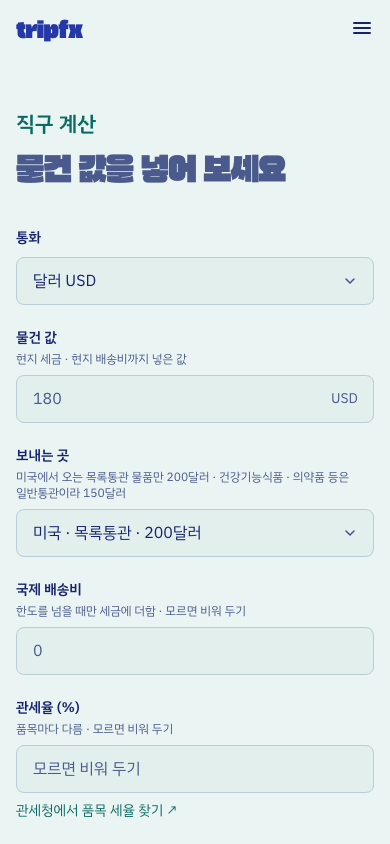 tripfx
직구 계산
물건 값을 넣어 보세요
통화
달러 USD
물건 값
현지 세금 · 현지 배송비까지 넣은 값
180
USD
보내는 곳
미국에서 오는 목록통관 물품만 200달러 · 건강기능식품 · 의약품 등은
일반통관이라 150달러
미국 · 목록통관 · 200달러
국제 배송비
한도를 넘을 때만 세금에 더함 · 모르면 비워 두기
0
관세율 (%)
품목마다 다름 · 모르면 비워 두기
모르면 비워 두기
관세청에서 품목 세율 찾기 ↗